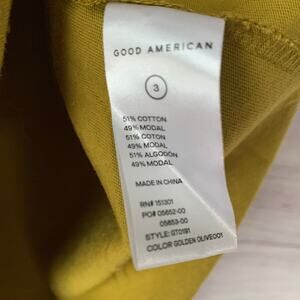 GOOD AMERICAN
3
51% COTTON
49% MODAL
51% COTON
49% MODAL
51% ALGODON
49% MODAL
MADE IN CHINA
RN# 151301
PO# 05652-00
05653-00
STYLE: GT0191
COLOR GOLDEN OLIVE001